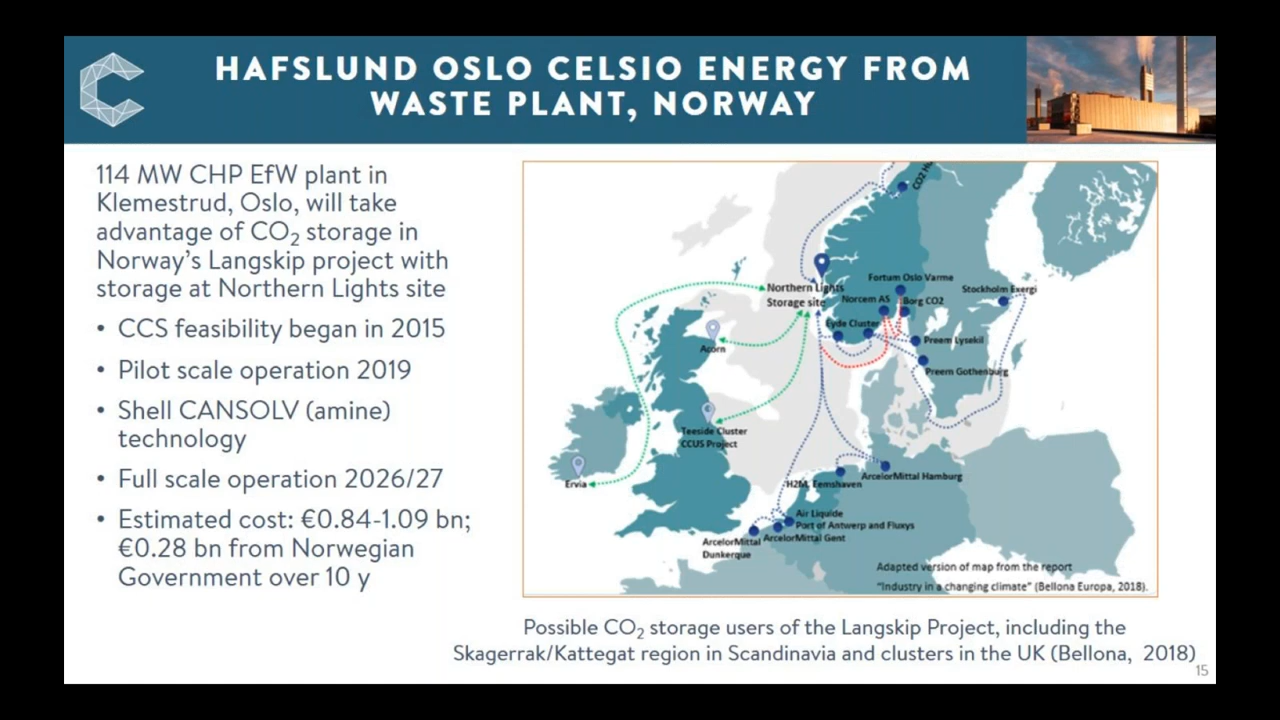 HAFSLUND OSLO CELSIO ENERGY FROM
WASTE PLANT, NORWAY
114 MW CHP EfW plant in
Klemestrud, Oslo, will take
advantage of CO₂ storage in
Norway's Langskip project with
storage at Northern Lights site
• CCS feasibility began in 2015
• Pilot scale operation 2019
• Shell CANSOLV (amine)
technology
• Full scale operation 2026/27
• Estimated cost: €0.84-1.09 bn;
€0.28 bn from Norwegian
Government over 10 y
CO2
Northern Lights
Storage site
Fortum Oslo Varme
Stockholm Exergi
Norcem AS
Borg CO2
Eyde Cluster
Preem Lysekil
Preem Gothenburg
Acorn
Teeside Cluster
CCUS Project
Ervia
H2M, Eemshaven
ArcelorMittal Hamburg
Air Liquide
Port of Antwerp and Fluxys
ArcelorMittal Gent
ArcelorMittal
Dunkerque
Adapted version of map from the report
"Industry in a changing climate" (Bellona Europa, 2018).
Possible CO₂ storage users of the Langskip Project, including the
Skagerrak/Kattegat region in Scandinavia and clusters in the UK (Bellona, 2018)
15